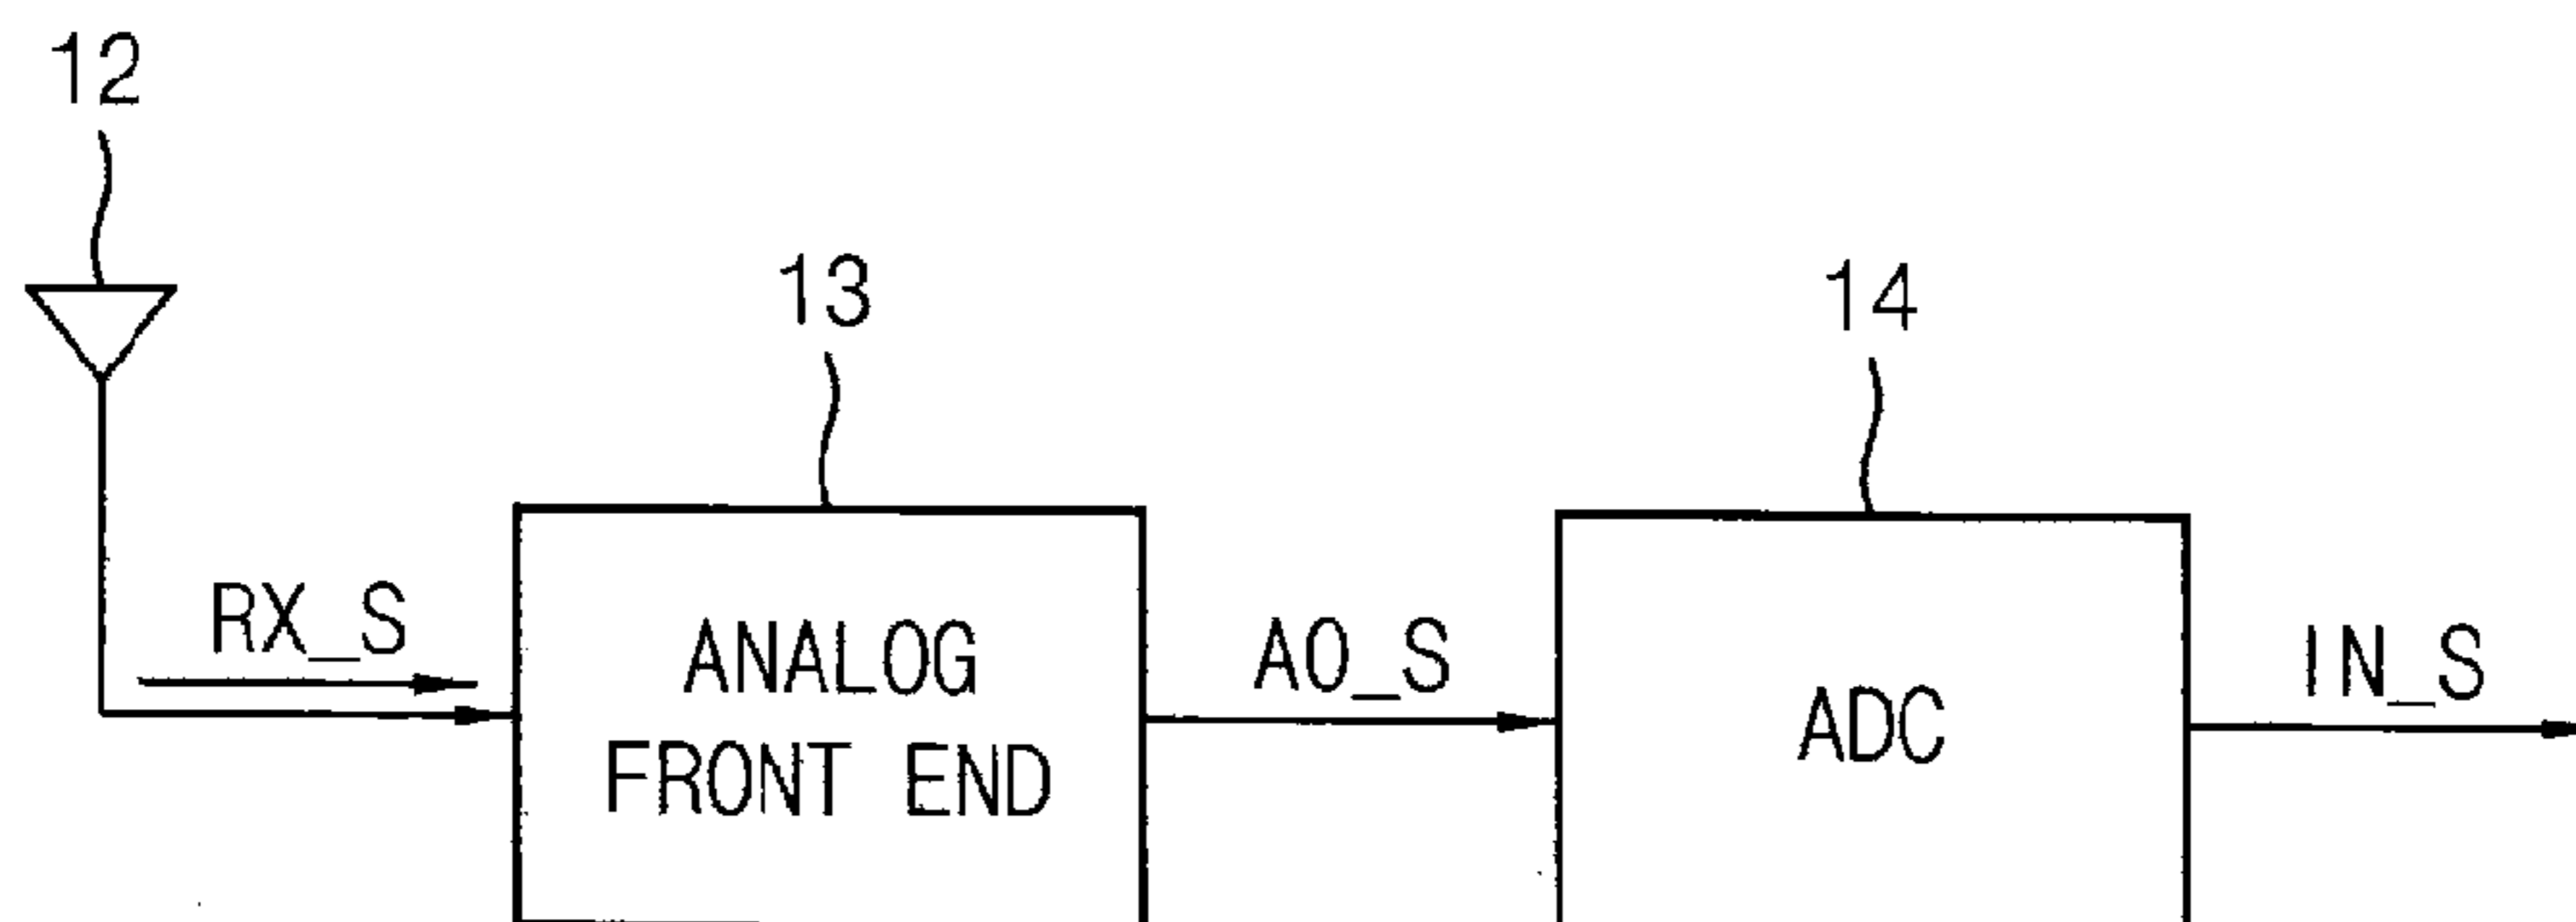 12
13
14
RX_S
ANALOG
FRONT END
AO_S
ADC
IN_S